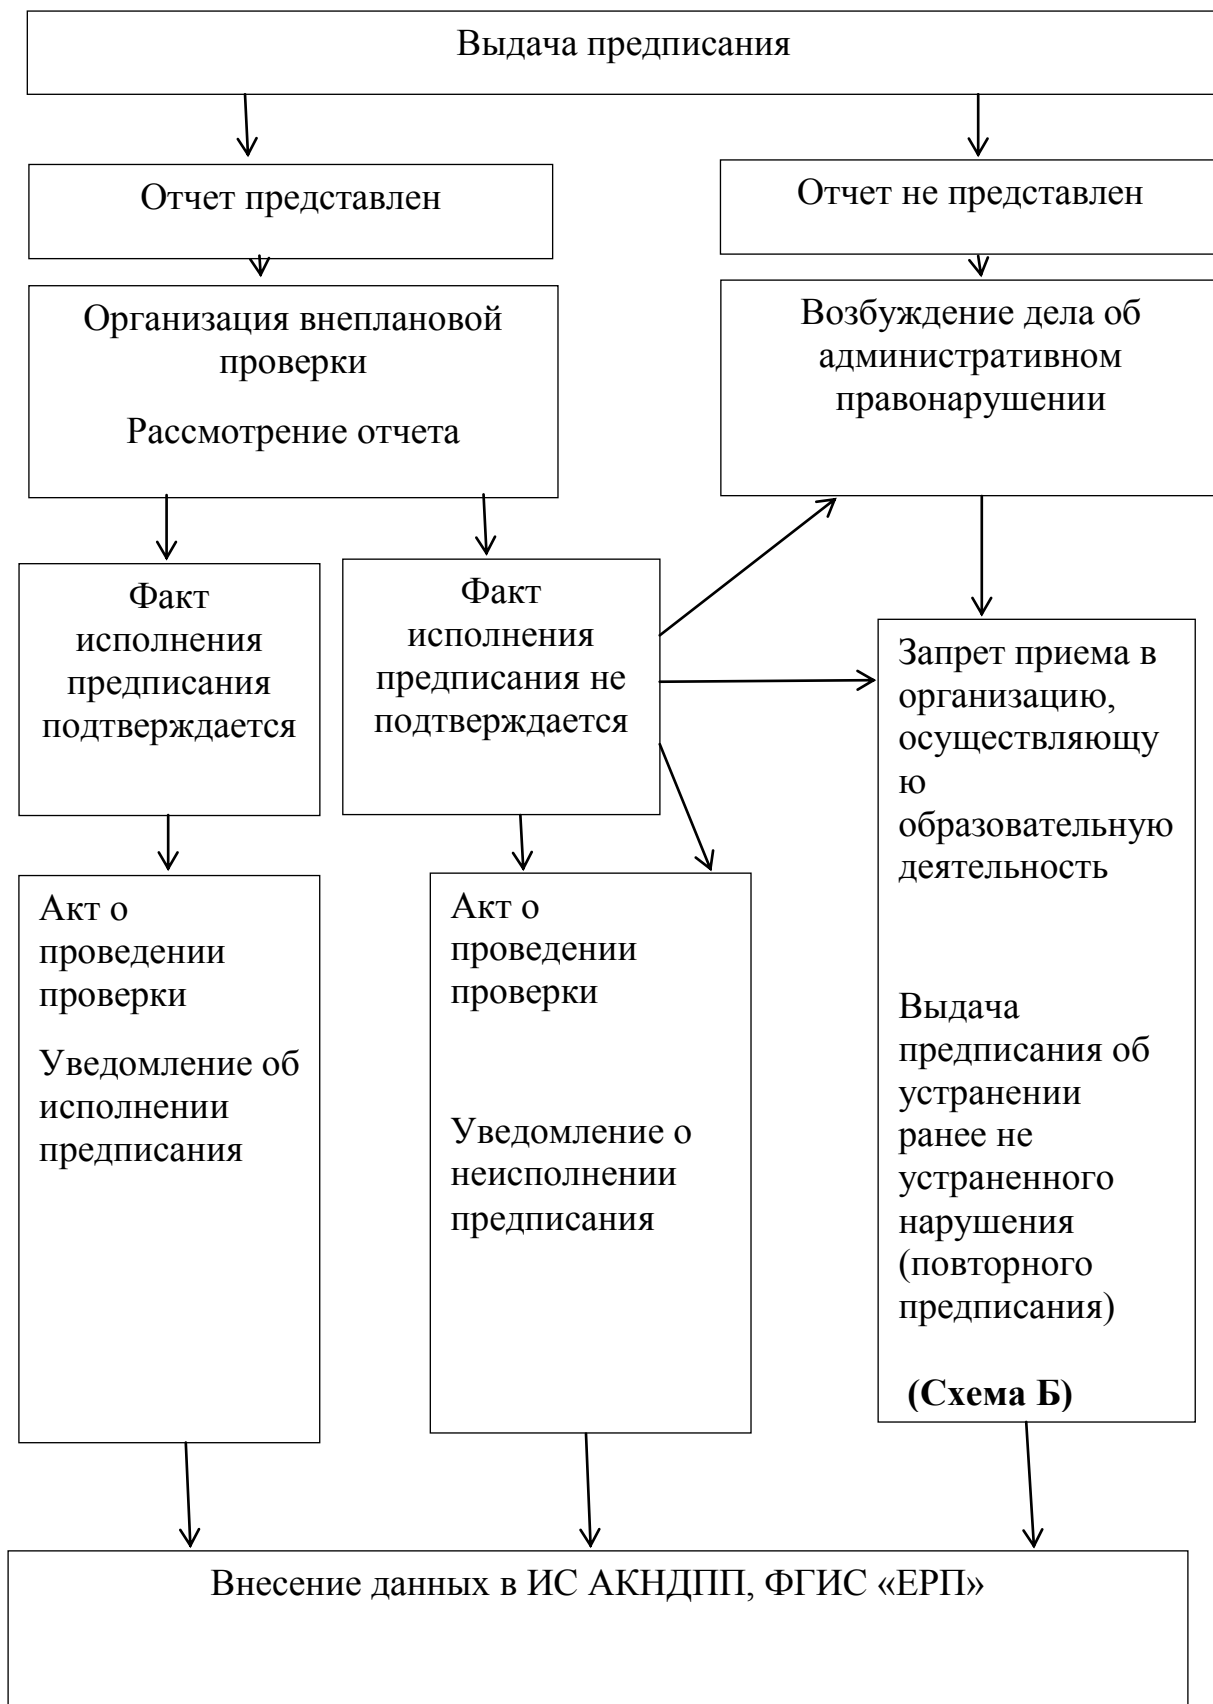 Выдача предписания
Отчет представлен
Отчет не представлен
Организация внеплановой
проверки
Рассмотрение отчета
Возбуждение дела об
административном
правонарушении
Факт
исполнения
предписания
подтверждается
Факт
исполнения
предписания не
подтверждается
Запрет приема в
организацию,
осуществляющу
ю
образовательную
деятельность
Выдача
предписания об
устранении
ранее не
устраненного
нарушения
(повторного
предписания)
(Схема Б)
Акт о
проведении
проверки
Уведомление об
исполнении
предписания
Акт о
проведении
проверки
Уведомление о
неисполнении
предписания
Внесение данных в ИС АКНДПП, ФГИС «ЕРП»